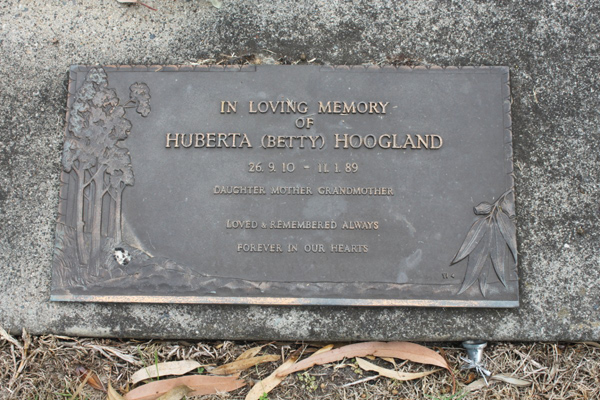 IN LOVING MEMORY
OF
HUBERTA (BETTY) HOOGLAND
26. 9. 10 - 11. 1. 89
DAUGHTER MOTHER GRANDMOTHER
LOVED & REMEMBERED ALWAYS
FOREVER IN OUR HEARTS